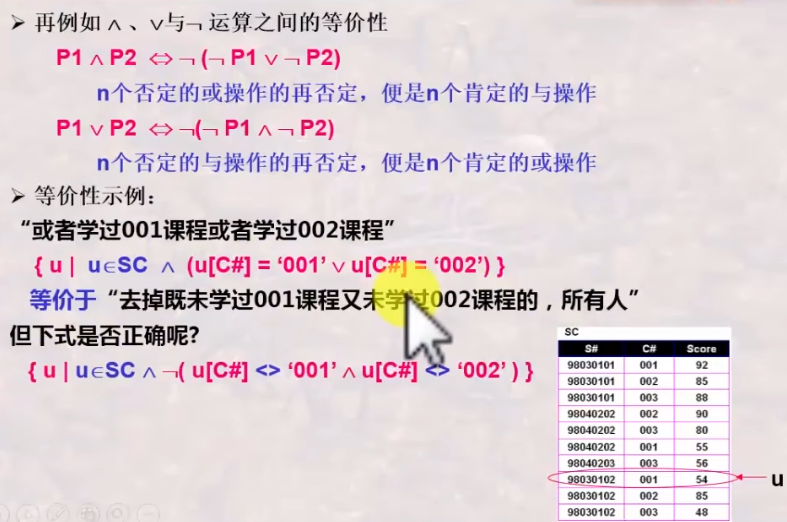 ➢ 再例如 ∧ 、∨与¬ 运算之间的等价性
P1 ∧ P2 ⇔ ¬ (¬ P1 ∨ ¬ P2)
n个否定的或操作的再否定，便是n个肯定的与操作
P1 ∨ P2 ⇔ ¬(¬ P1 ∧ ¬ P2)
n个否定的与操作的再否定，便是n个肯定的或操作
➢ 等价性示例：
“或者学过001课程或者学过002课程”
{ u | u∈SC ∧ (u[C#] = ‘001’ ∨ u[C#] = ‘002’) }
等价于“去掉既未学过001课程又未学过002课程的，所有人”
但下式是否正确呢?
{ u | u∈SC ∧ ¬( u[C#] <> ‘001’ ∧ u[C#] <> ‘002’ ) }
SC
S# C# Score
98030101 001 92
98030101 002 85
98030101 003 88
98040202 002 90
98040202 003 80
98040202 001 55
98040203 003 56
98030102 001 54 u
98030102 002 85
98030102 003 48